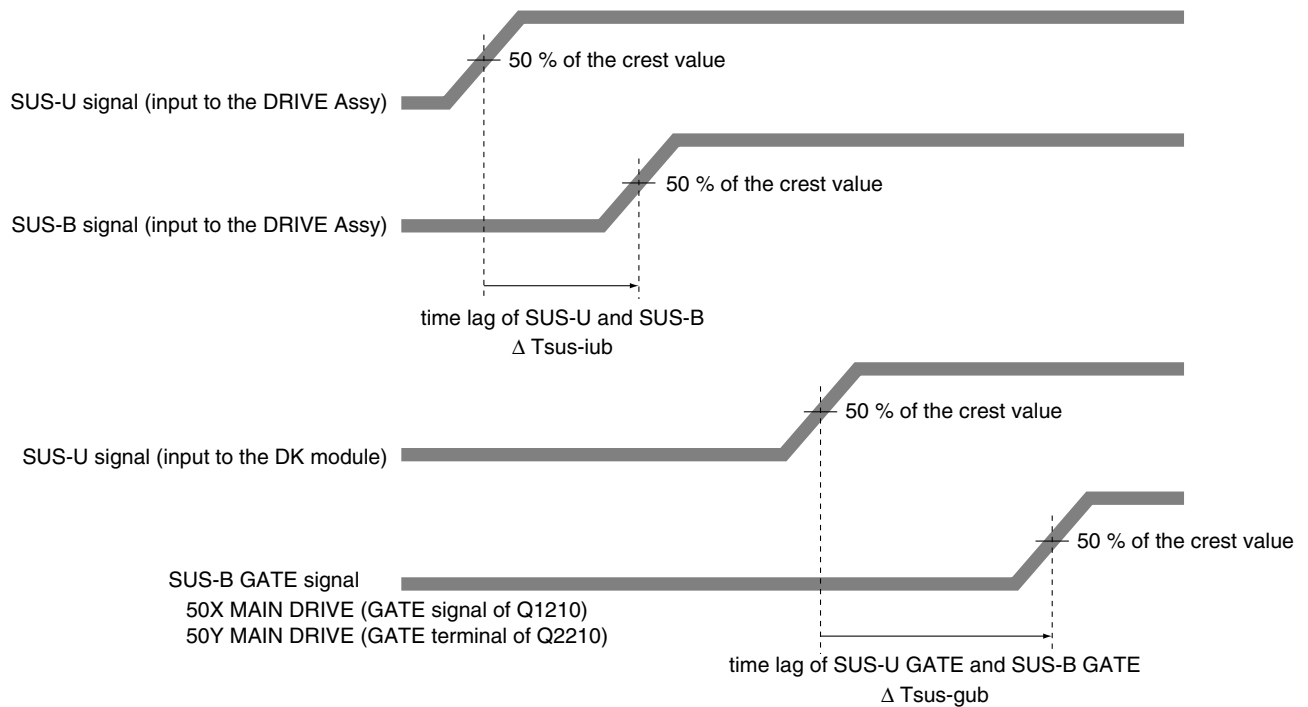 50 % of the crest value
SUS-U signal (input to the DRIVE Assy)
50 % of the crest value
SUS-B signal (input to the DRIVE Assy)
time lag of SUS-U and SUS-B
Δ Tsus-iub
50 % of the crest value
SUS-U signal (input to the DK module)
50 % of the crest value
SUS-B GATE signal
50X MAIN DRIVE (GATE signal of Q1210)
50Y MAIN DRIVE (GATE terminal of Q2210)
time lag of SUS-U GATE and SUS-B GATE
Δ Tsus-gub